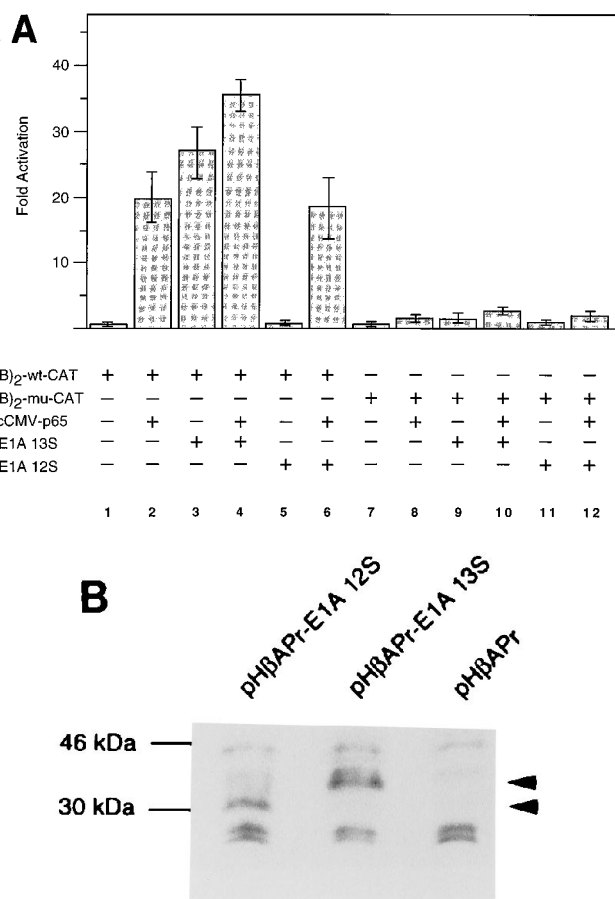 A
40
30
20
10
Fold Activation
B)2-wt-CAT + + + + + + – – – – – –
B)2-mu-CAT – – – – – – + + + + + +
cCMV-p65 – + – + – + – + – + – +
E1A 13S – – + + – – – – + + – –
E1A 12S – – – – + + – – – – + +
1 2 3 4 5 6 7 8 9 10 11 12
B
pHβAPr-E1A 12S
pHβAPr-E1A 13S
pHβAPr
46 kDa
30 kDa